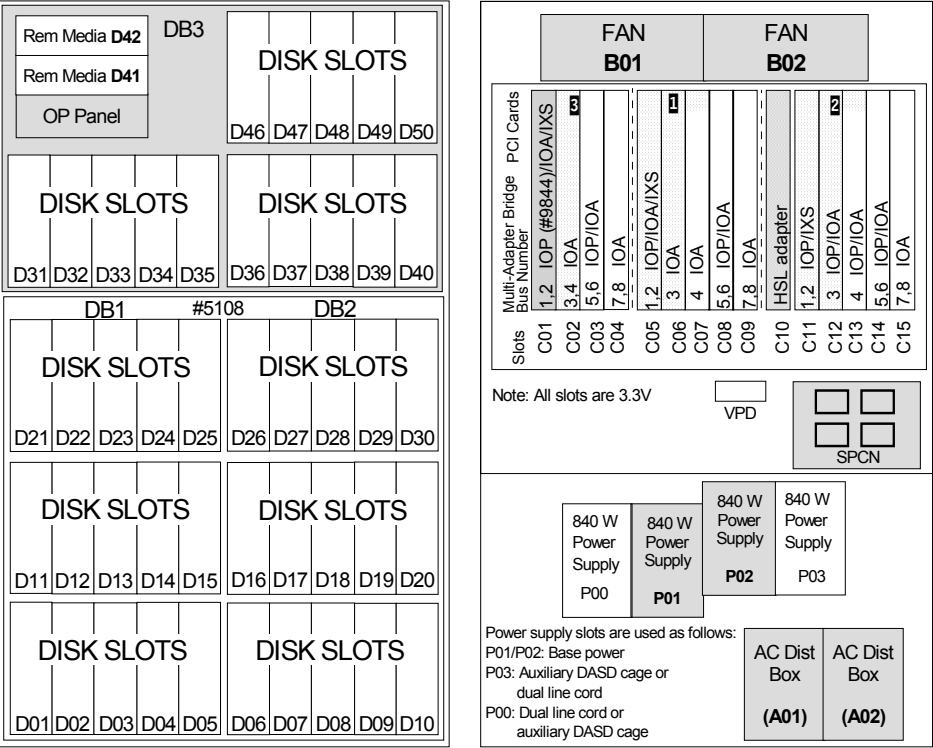 Rem Media D42
DB3
Rem Media D41
OP Panel
DISK SLOTS
D46 D47 D48 D49 D50
DISK SLOTS
D31 D32 D33 D34 D35
DISK SLOTS
D36 D37 D38 D39 D40
DB1 #5108 DB2
DISK SLOTS
D21 D22 D23 D24 D25
DISK SLOTS
D26 D27 D28 D29 D30
DISK SLOTS
D11 D12 D13 D14 D15
DISK SLOTS
D16 D17 D18 D19 D20
DISK SLOTS
D01 D02 D03 D04 D05
DISK SLOTS
D06 D07 D08 D09 D10
FAN
B01
FAN
B02
PCI Cards
Multi-Adapter Bridge
Bus Number
Slots
1,2 IOP (#9844)/IOA/IXS
C01
3
3,4 IOA
C02
5,6 IOP/IOA
C03
7,8 IOA
C04
1,2 IOP/IOA/IXS
C05
1
3 IOA
C06
4 IOA
C07
5,6 IOP/IOA
C08
7,8 IOA
C09
HSL adapter
C10
1,2 IOP/IXS
C11
2
3 IOP/IOA
C12
4 IOP/IOA
C13
5,6 IOP/IOA
C14
7,8 IOA
C15
Note: All slots are 3.3V
VPD
SPCN
840 W
Power
Supply
P00
840 W
Power
Supply
P01
840 W
Power
Supply
P02
840 W
Power
Supply
P03
Power supply slots are used as follows:
P01/P02: Base power
P03: Auxiliary DASD cage or
dual line cord
P00: Dual line cord or
auxiliary DASD cage
AC Dist
Box
(A01)
AC Dist
Box
(A02)